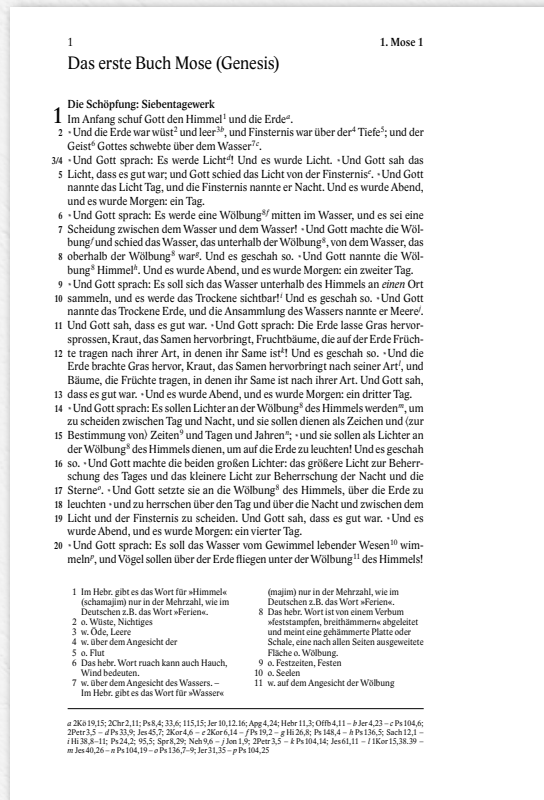 1
1. Mose 1
Das erste Buch Mose (Genesis)
Die Schöpfung: Siebentagewerk
1 Im Anfang schuf Gott den Himmel¹ und die Erdeᵃ.
2 •Und die Erde war wüst² und leer³ᵇ, und Finsternis war über der⁴ Tiefe⁵; und der
Geist⁶ Gottes schwebte über dem Wasser⁷ᶜ.
3/4 •Und Gott sprach: Es werde Lichtᵈ! Und es wurde Licht. •Und Gott sah das
5 Licht, dass es gut war; und Gott schied das Licht von der Finsternisᵉ. •Und Gott
nannte das Licht Tag, und die Finsternis nannte er Nacht. Und es wurde Abend,
und es wurde Morgen: ein Tag.
6 •Und Gott sprach: Es werde eine Wölbung⁸ᶠ mitten im Wasser, und es sei eine
7 Scheidung zwischen dem Wasser und dem Wasser! •Und Gott machte die Wöl-
bungᶠ und schied das Wasser, das unterhalb der Wölbung⁸, von dem Wasser, das
8 oberhalb der Wölbung⁸ warᵍ. Und es geschah so. •Und Gott nannte die Wöl-
bung⁸ Himmelʰ. Und es wurde Abend, und es wurde Morgen: ein zweiter Tag.
9 •Und Gott sprach: Es soll sich das Wasser unterhalb des Himmels an einen Ort
10 sammeln, und es werde das Trockene sichtbar!ⁱ Und es geschah so. •Und Gott
nannte das Trockene Erde, und die Ansammlung des Wassers nannte er Meereʲ.
11 Und Gott sah, dass es gut war. •Und Gott sprach: Die Erde lasse Gras hervor-
sprossen, Kraut, das Samen hervorbringt, Fruchtbäume, die auf der Erde Früch-
12 te tragen nach ihrer Art, in denen ihr Same istᵏ! Und es geschah so. •Und die
Erde brachte Gras hervor, Kraut, das Samen hervorbringt nach seiner Artˡ, und
Bäume, die Früchte tragen, in denen ihr Same ist nach ihrer Art. Und Gott sah,
13 dass es gut war. •Und es wurde Abend, und es wurde Morgen: ein dritter Tag.
14 •Und Gott sprach: Es sollen Lichter an der Wölbung⁸ des Himmels werdenᵐ, um
zu scheiden zwischen Tag und Nacht, und sie sollen dienen als Zeichen und ⟨zur
15 Bestimmung von⟩ Zeiten⁹ und Tagen und Jahrenⁿ; •und sie sollen als Lichter an
der Wölbung⁸ des Himmels dienen, um auf die Erde zu leuchten! Und es geschah
16 so. •Und Gott machte die beiden großen Lichter: das größere Licht zur Beherr-
schung des Tages und das kleinere Licht zur Beherrschung der Nacht und die
17 Sterneᵒ. •Und Gott setzte sie an die Wölbung⁸ des Himmels, über die Erde zu
18 leuchten •und zu herrschen über den Tag und über die Nacht und zwischen dem
19 Licht und der Finsternis zu scheiden. Und Gott sah, dass es gut war. •Und es
wurde Abend, und es wurde Morgen: ein vierter Tag.
20 •Und Gott sprach: Es soll das Wasser vom Gewimmel lebender Wesen¹⁰ wim-
melnᵖ, und Vögel sollen über der Erde fliegen unter der Wölbung¹¹ des Himmels!
1 Im Hebr. gibt es das Wort für »Himmel«
(schamajim) nur in der Mehrzahl, wie im
Deutschen z.B. das Wort »Ferien«.
2 o. Wüste, Nichtiges
3 w. Öde, Leere
4 w. über dem Angesicht der
5 o. Flut
6 Das hebr. Wort ruach kann auch Hauch,
Wind bedeuten.
7 w. über dem Angesicht des Wassers. –
Im Hebr. gibt es das Wort für »Wasser«
(majim) nur in der Mehrzahl, wie im
Deutschen z.B. das Wort »Ferien«.
8 Das hebr. Wort ist von einem Verbum
»feststampfen, breithämmern« abgeleitet
und meint eine gehämmerte Platte oder
Schale, eine nach allen Seiten ausgeweitete
Fläche o. Wölbung.
9 o. Festzeiten, Festen
10 o. Seelen
11 w. auf dem Angesicht der Wölbung
a 2Kö 19,15; 2Chr 2,11; Ps 8,4; 33,6; 115,15; Jer 10,12.16; Apg 4,24; Hebr 11,3; Offb 4,11 – b Jer 4,23 – c Ps 104,6;
2Petr 3,5 – d Ps 33,9; Jes 45,7; 2Kor 4,6 – e 2Kor 6,14 – f Ps 19,2 – g Hi 26,8; Ps 148,4 – h Ps 136,5; Sach 12,1 –
i Hi 38,8–11; Ps 24,2; 95,5; Spr 8,29; Neh 9,6 – j Jon 1,9; 2Petr 3,5 – k Ps 104,14; Jes 61,11 – l 1Kor 15,38.39 –
m Jes 40,26 – n Ps 104,19 – o Ps 136,7–9; Jer 31,35 – p Ps 104,25